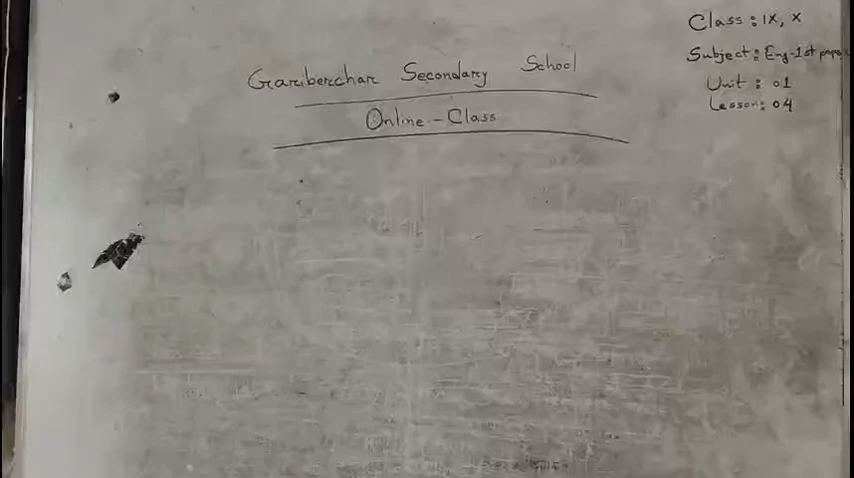 Gariberchar Secondary School
Online - Class
Class : IX, X
Subject : Eng-1st paper
Unit : 01
Lesson : 04